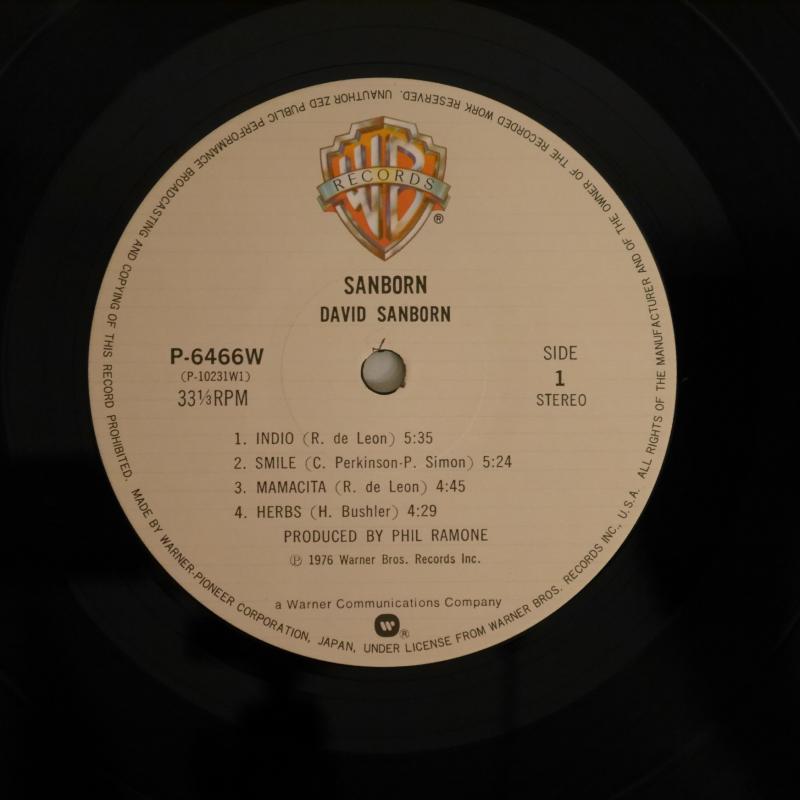 WB
RECORDS
®
SANBORN
DAVID SANBORN
P-6466W
(P-10231W1)
33⅓RPM
SIDE
1
STEREO
1. INDIO (R. de Leon) 5:35
2. SMILE (C. Perkinson-P. Simon) 5:24
3. MAMACITA (R. de Leon) 4:45
4. HERBS (H. Bushler) 4:29
PRODUCED BY PHIL RAMONE
Ⓟ 1976 Warner Bros. Records Inc.
a Warner Communications Company
®
MADE BY WARNER-PIONEER CORPORATION, JAPAN, UNDER LICENSE FROM WARNER BROS. RECORDS INC., U.S.A. ALL RIGHTS OF THE MANUFACTURER AND OF THE OWNER OF THE RECORDED WORK RESERVED. UNAUTHOR ZED PUBLIC PERFORMANCE BROADCASTING AND COPYING OF THIS RECORD PROHIBITED.